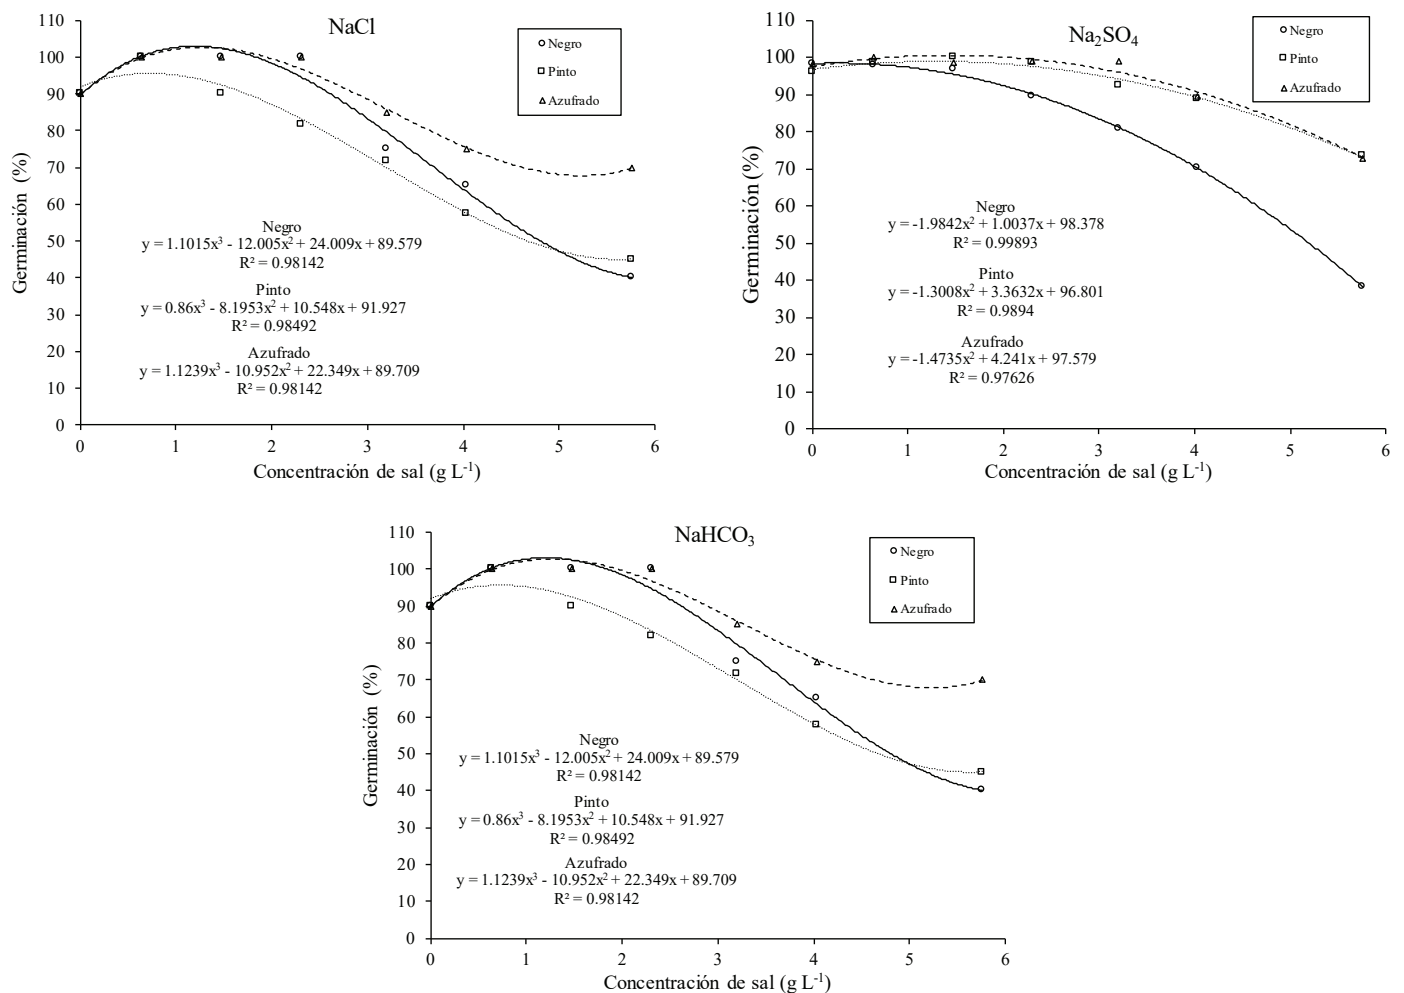 NaCl
Negro
Pinto
Azufrado
110
100
90
80
70
60
50
40
30
20
10
0
Germinación (%)
Negro
y = 1.1015x³ - 12.005x² + 24.009x + 89.579
R² = 0.98142
Pinto
y = 0.86x³ - 8.1953x² + 10.548x + 91.927
R² = 0.98492
Azufrado
y = 1.1239x³ - 10.952x² + 22.349x + 89.709
R² = 0.98142
0 1 2 3 4 5 6
Concentración de sal (g L⁻¹)
Na₂SO₄
Negro
Pinto
Azufrado
110
100
90
80
70
60
50
40
30
20
10
0
Germinación (%)
Negro
y = -1.9842x² + 1.0037x + 98.378
R² = 0.99893
Pinto
y = -1.3008x² + 3.3632x + 96.801
R² = 0.9894
Azufrado
y = -1.4735x² + 4.241x + 97.579
R² = 0.97626
0 1 2 3 4 5 6
Concentración de sal (g L⁻¹)
NaHCO₃
Negro
Pinto
Azufrado
110
100
90
80
70
60
50
40
30
20
10
0
Germinación (%)
Negro
y = 1.1015x³ - 12.005x² + 24.009x + 89.579
R² = 0.98142
Pinto
y = 0.86x³ - 8.1953x² + 10.548x + 91.927
R² = 0.98492
Azufrado
y = 1.1239x³ - 10.952x² + 22.349x + 89.709
R² = 0.98142
0 1 2 3 4 5 6
Concentración de sal (g L⁻¹)